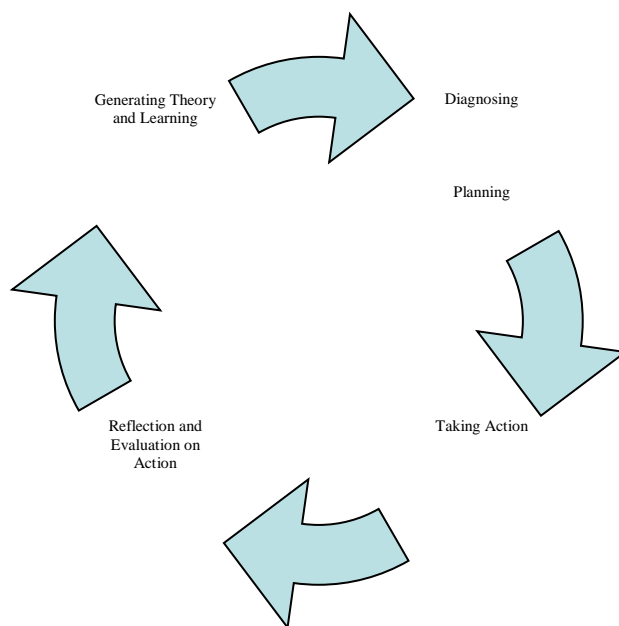 Generating Theory
and Learning
Diagnosing
Planning
Taking Action
Reflection and
Evaluation on
Action